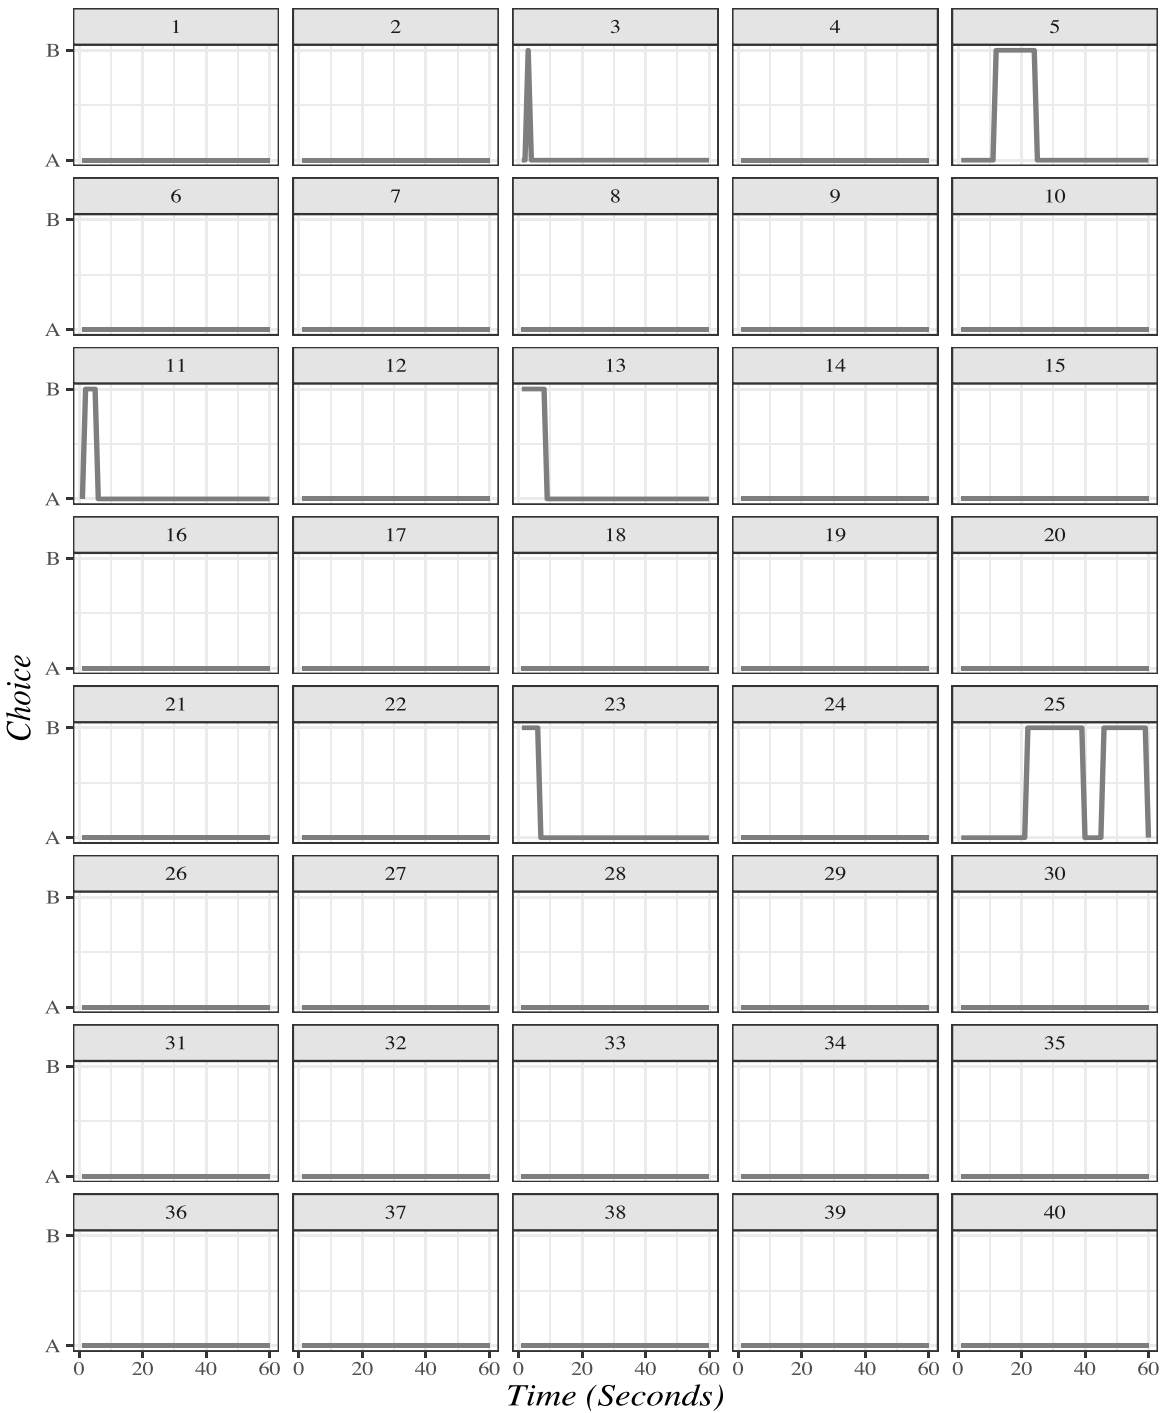 1 2 3 4 5
B
A
6 7 8 9 10
B
A
11 12 13 14 15
B
A
16 17 18 19 20
B
A
Choice
21 22 23 24 25
B
A
26 27 28 29 30
B
A
31 32 33 34 35
B
A
36 37 38 39 40
B
A
0 20 40 60 0 20 40 60 0 20 40 60 0 20 40 60 0 20 40 60
Time (Seconds)